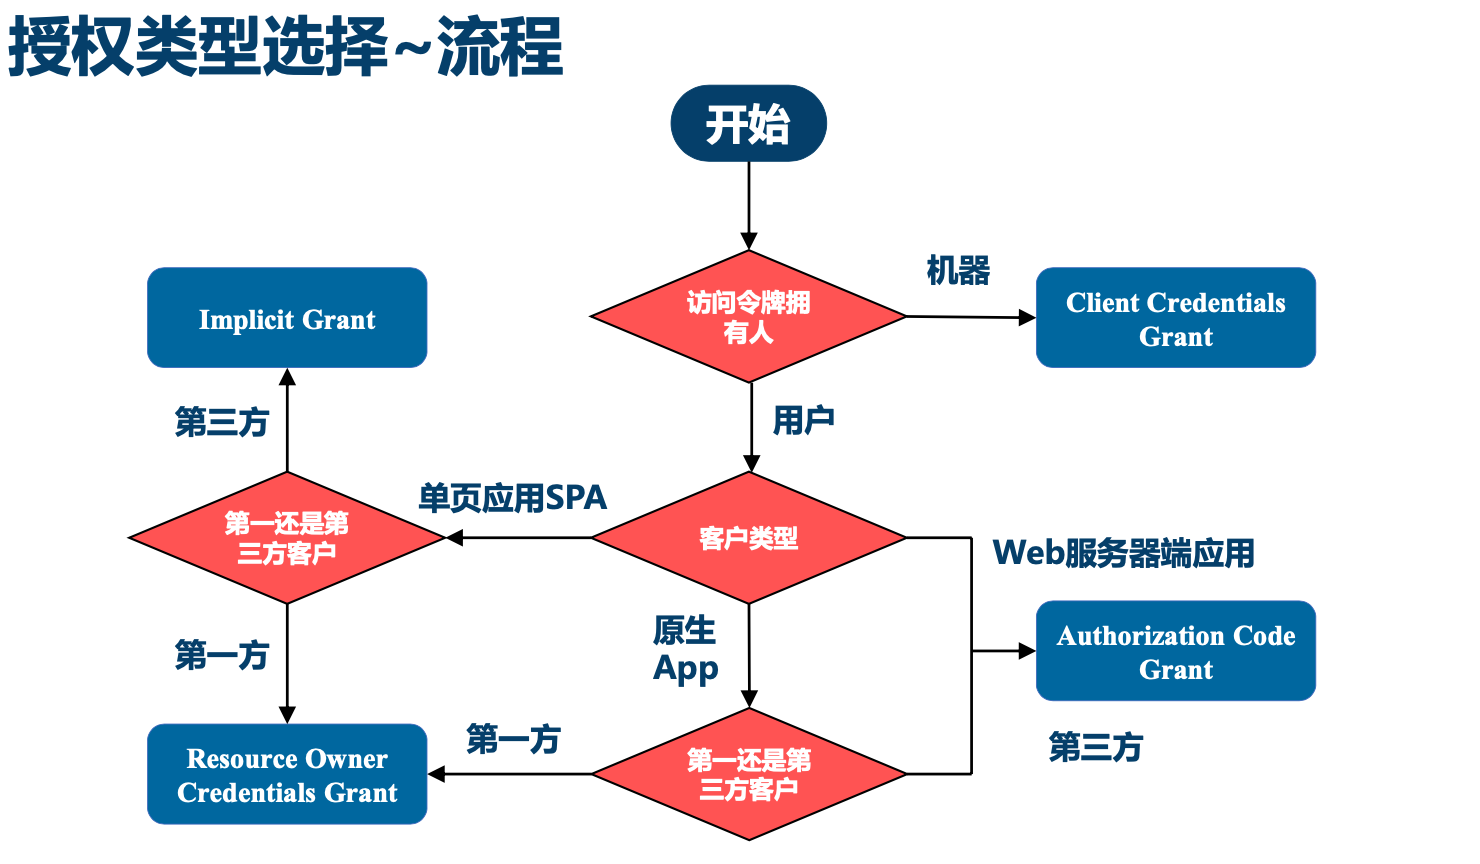 授权类型选择~流程
开始
机器
访问令牌拥
有人
Client Credentials
Grant
Implicit Grant
第三方
用户
单页应用SPA
第一还是第
三方客户
客户类型
Web服务器端应用
原生
App
Authorization Code
Grant
第一方
第一方
第三方
Resource Owner
Credentials Grant
第一还是第
三方客户